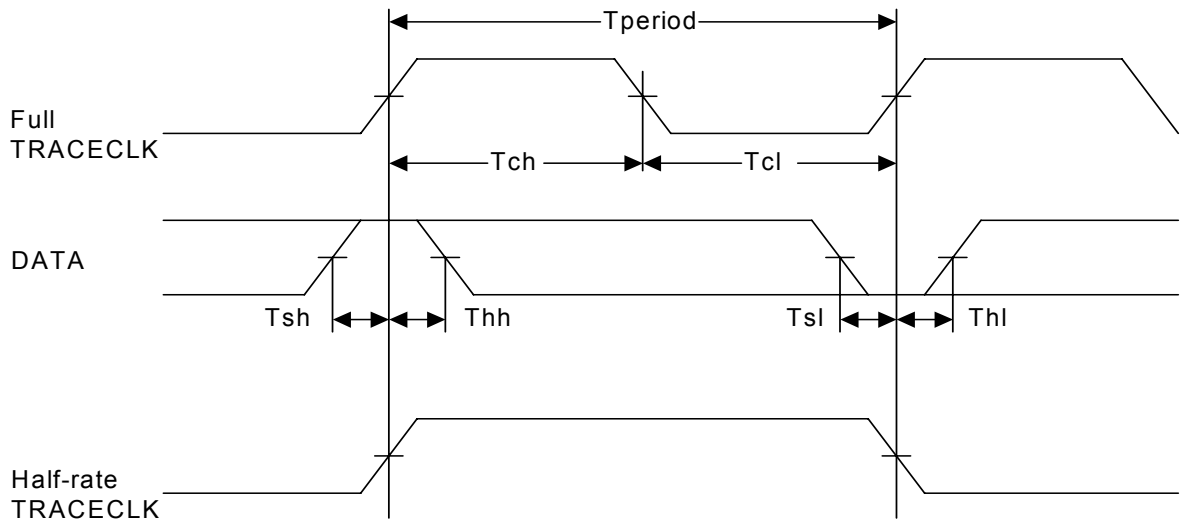 Tperiod
Full
TRACECLK
Tch
Tcl
DATA
Tsh
Thh
Tsl
Thl
Half-rate
TRACECLK